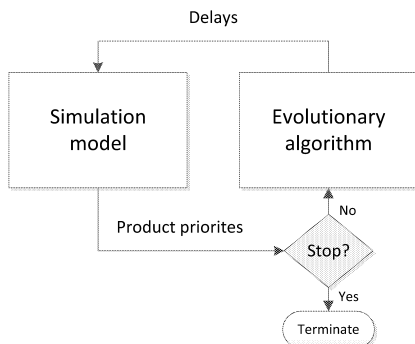 Delays
Simulation
model
Evolutionary
algorithm
No
Product priorites
Stop?
Yes
Terminate